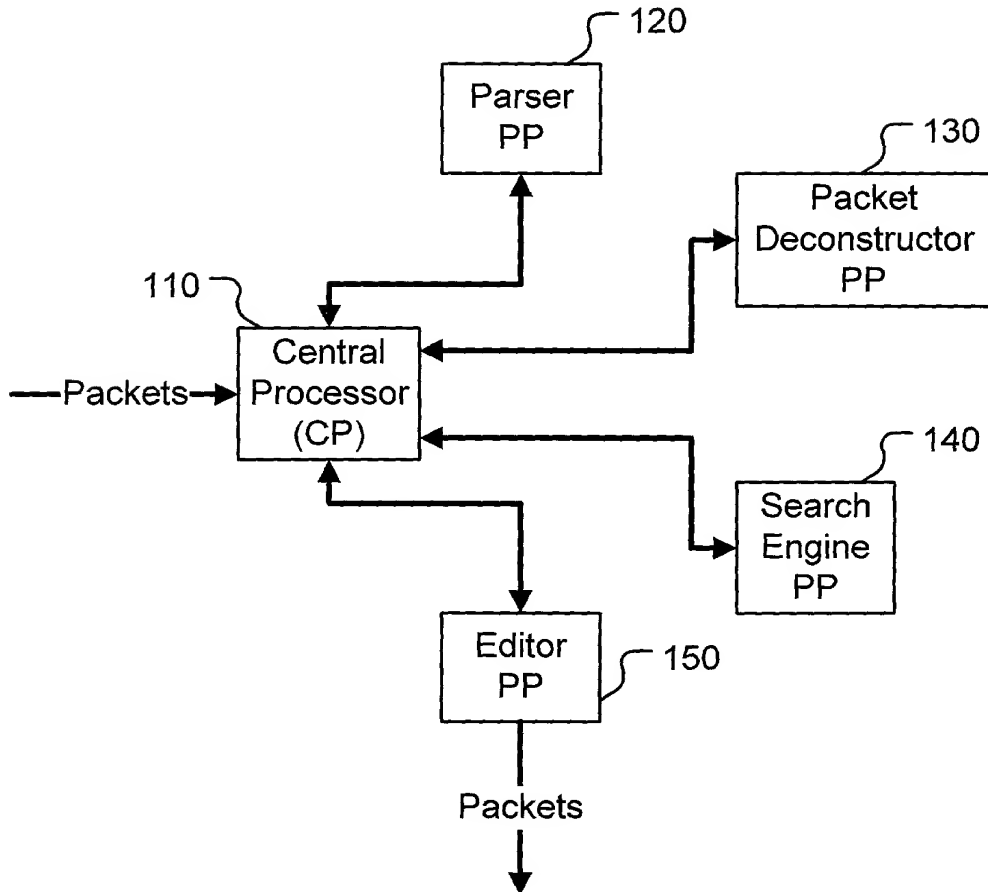 120
Parser
PP
130
Packet
Deconstructor
PP
110
Central
Processor
(CP)
Packets
140
Search
Engine
PP
Editor
PP
150
Packets